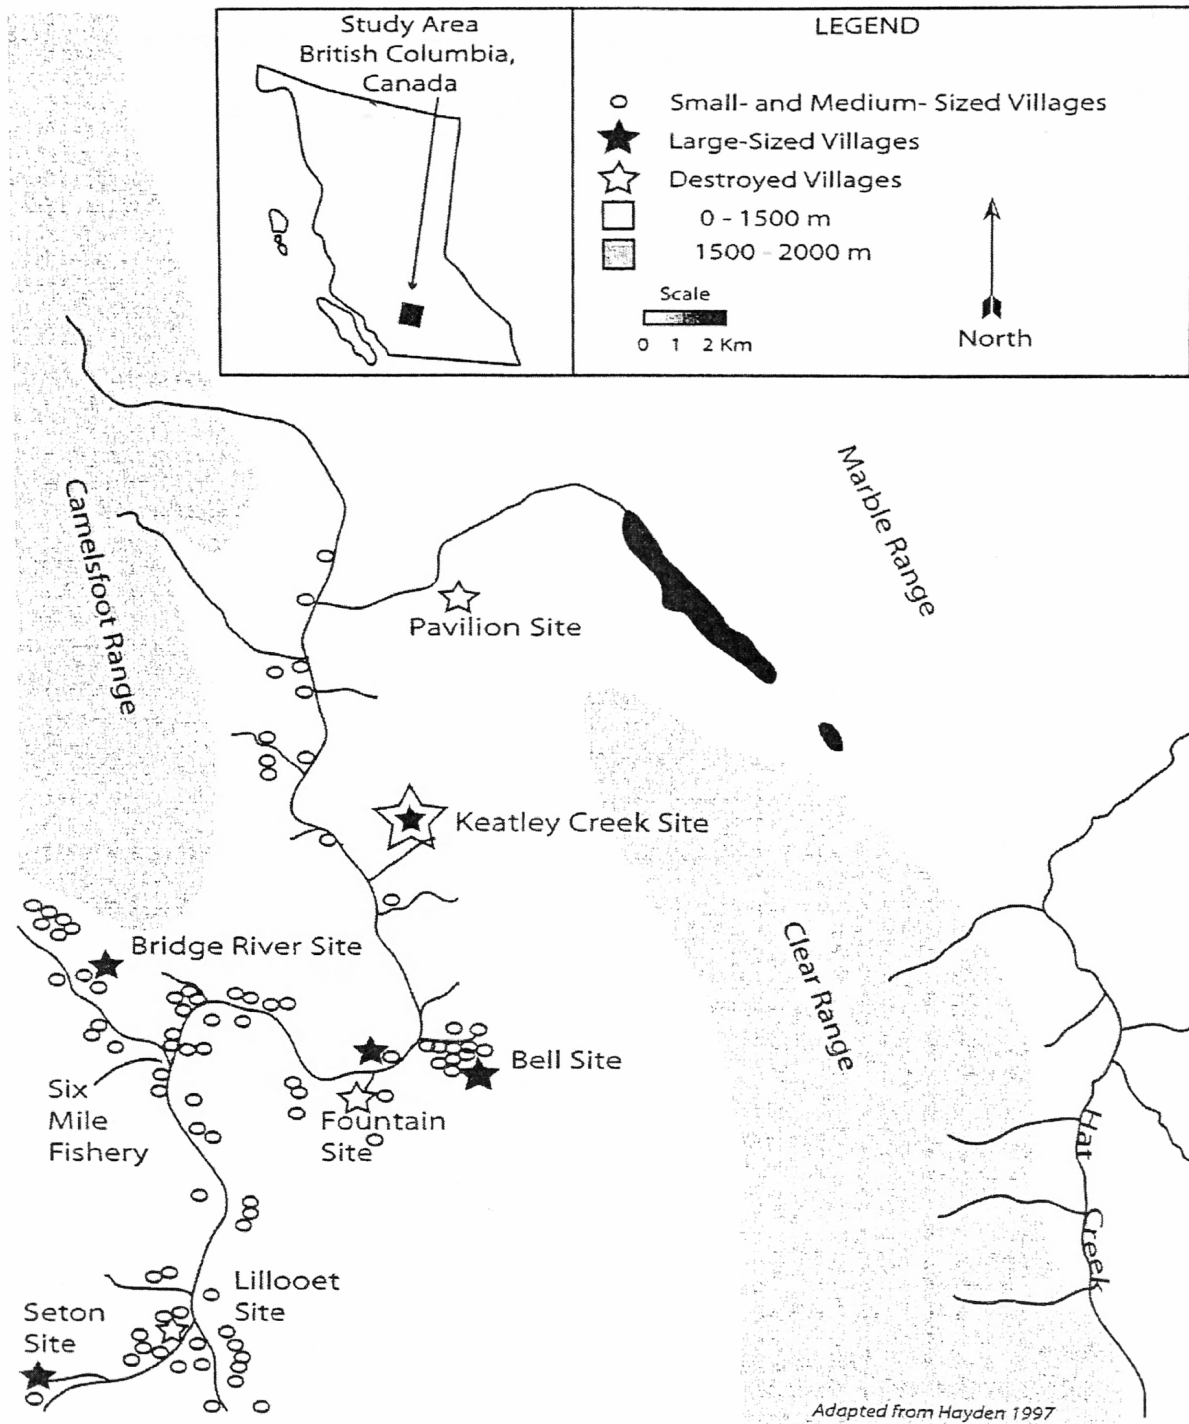 Study Area
British Columbia,
Canada
LEGEND
Small- and Medium- Sized Villages
Large-Sized Villages
Destroyed Villages
0 - 1500 m
1500 - 2000 m
Scale
0 1 2 Km
North
Marble Range
Camelsfoot Range
Pavilion Site
Keatley Creek Site
Bridge River Site
Clear Range
Bell Site
Six
Mile
Fishery
Fountain
Site
Hat
Creek
Lillooet
Site
Seton
Site
Adapted from Hayden 1997